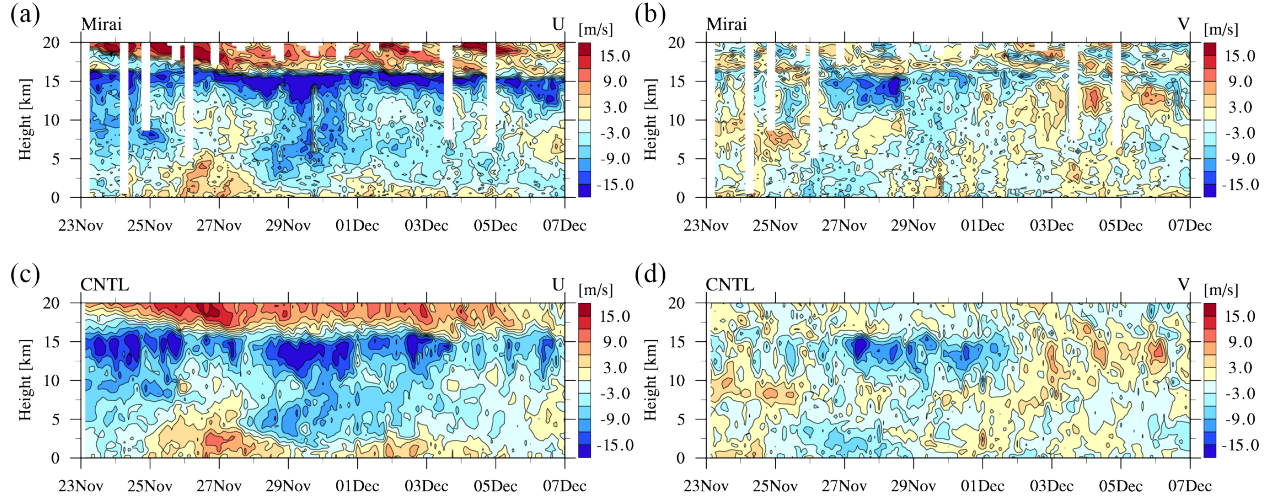 (a)
Mirai U [m/s]
20
15
10
5
0
Height [km]
15.0
9.0
3.0
-3.0
-9.0
-15.0
23Nov 25Nov 27Nov 29Nov 01Dec 03Dec 05Dec 07Dec
(b)
Mirai V [m/s]
20
15
10
5
0
Height [km]
15.0
9.0
3.0
-3.0
-9.0
-15.0
23Nov 25Nov 27Nov 29Nov 01Dec 03Dec 05Dec 07Dec
(c)
CNTL U [m/s]
20
15
10
5
0
Height [km]
15.0
9.0
3.0
-3.0
-9.0
-15.0
23Nov 25Nov 27Nov 29Nov 01Dec 03Dec 05Dec 07Dec
(d)
CNTL V [m/s]
20
15
10
5
0
Height [km]
15.0
9.0
3.0
-3.0
-9.0
-15.0
23Nov 25Nov 27Nov 29Nov 01Dec 03Dec 05Dec 07Dec